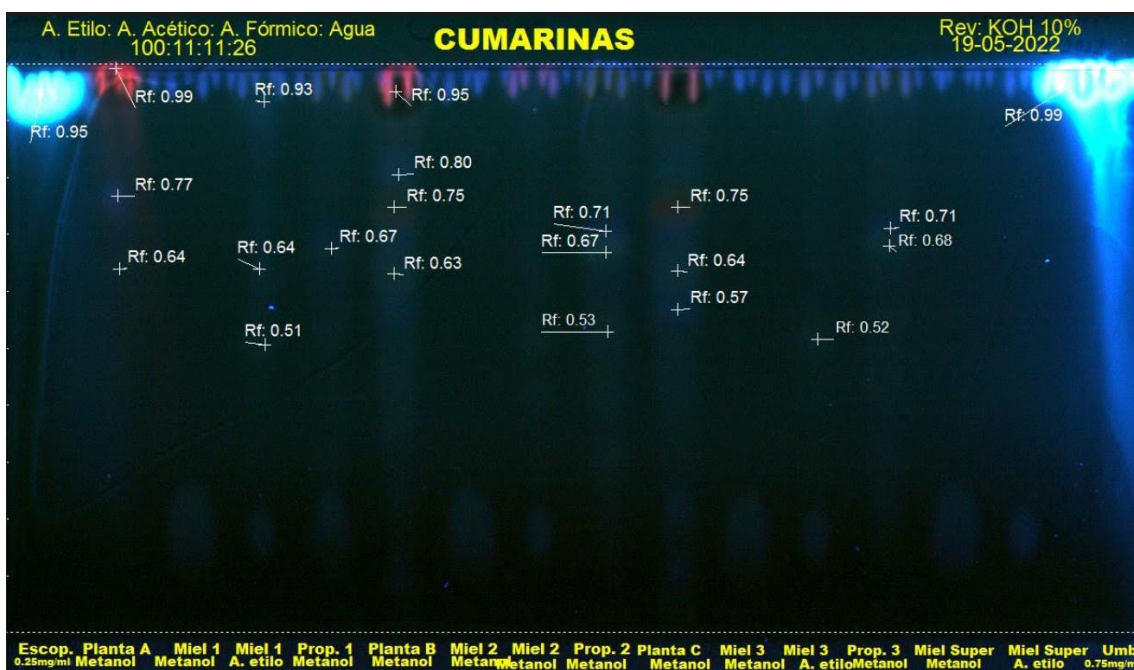 A. Etilo: A. Acético: A. Fórmico: Agua
100:11:11:26
CUMARINAS
Rev: KOH 10%
19-05-2022
Rf: 0.99
Rf: 0.93
Rf: 0.95
Rf: 0.99
Rf: 0.95
Rf: 0.80
Rf: 0.77
Rf: 0.75
Rf: 0.75
Rf: 0.71
Rf: 0.71
Rf: 0.67
Rf: 0.67
Rf: 0.68
Rf: 0.64
Rf: 0.64
Rf: 0.63
Rf: 0.64
Rf: 0.57
Rf: 0.51
Rf: 0.53
Rf: 0.52
Escop. Planta A Miel 1 Miel 1 Prop. 1 Planta B Miel 2 Miel 2 Prop. 2 Planta C Miel 3 Miel 3 Prop. 3 Miel Super Miel Super Umb
0.25mg/ml Metanol Metanol A. etilo Metanol Metanol Metanol Metanol Metanol Metanol Metanol A. etilo Metanol Metanol A. etilo 0.75mg